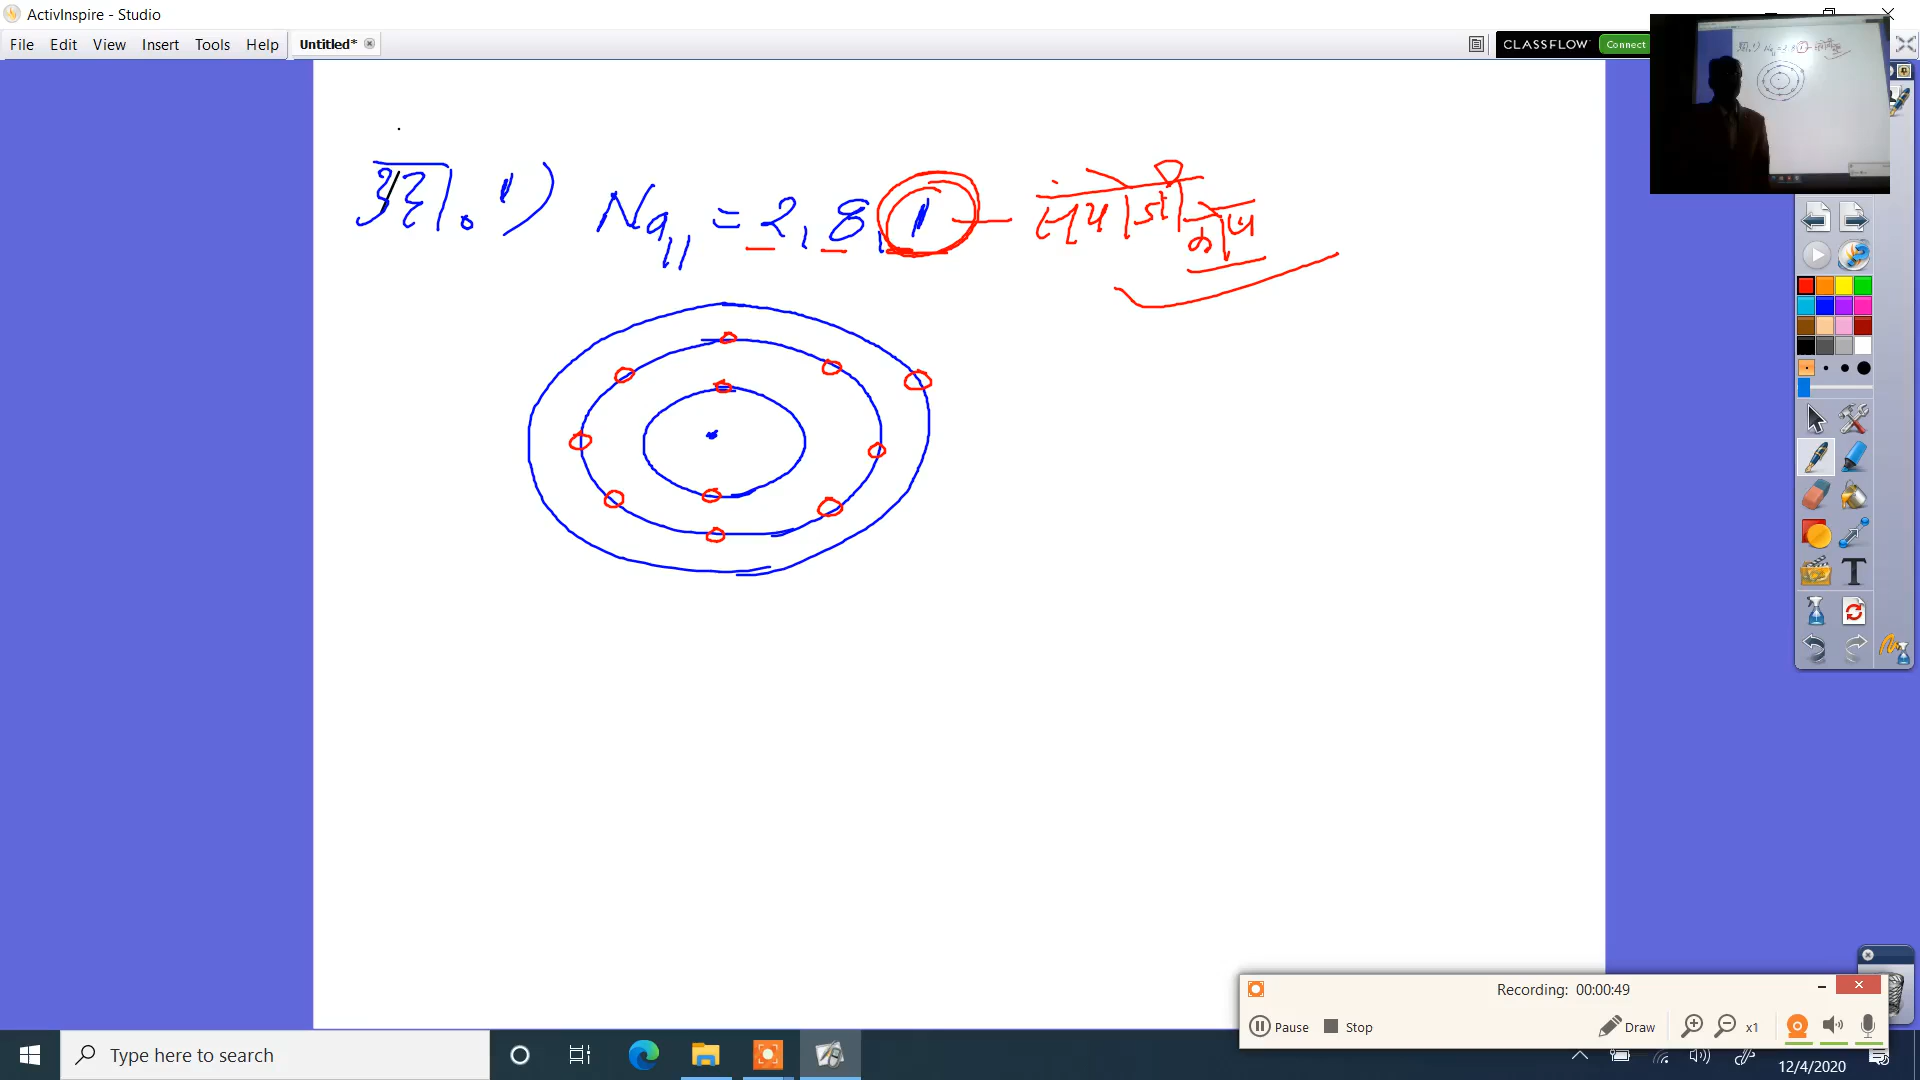 ActivInspire - Studio
File Edit View Insert Tools Help Untitled*
CLASSFLOW Connect
1) Na11 = 2, 8, 1
Recording: 00:00:49
Pause Stop Draw x1
Type here to search
12/4/2020